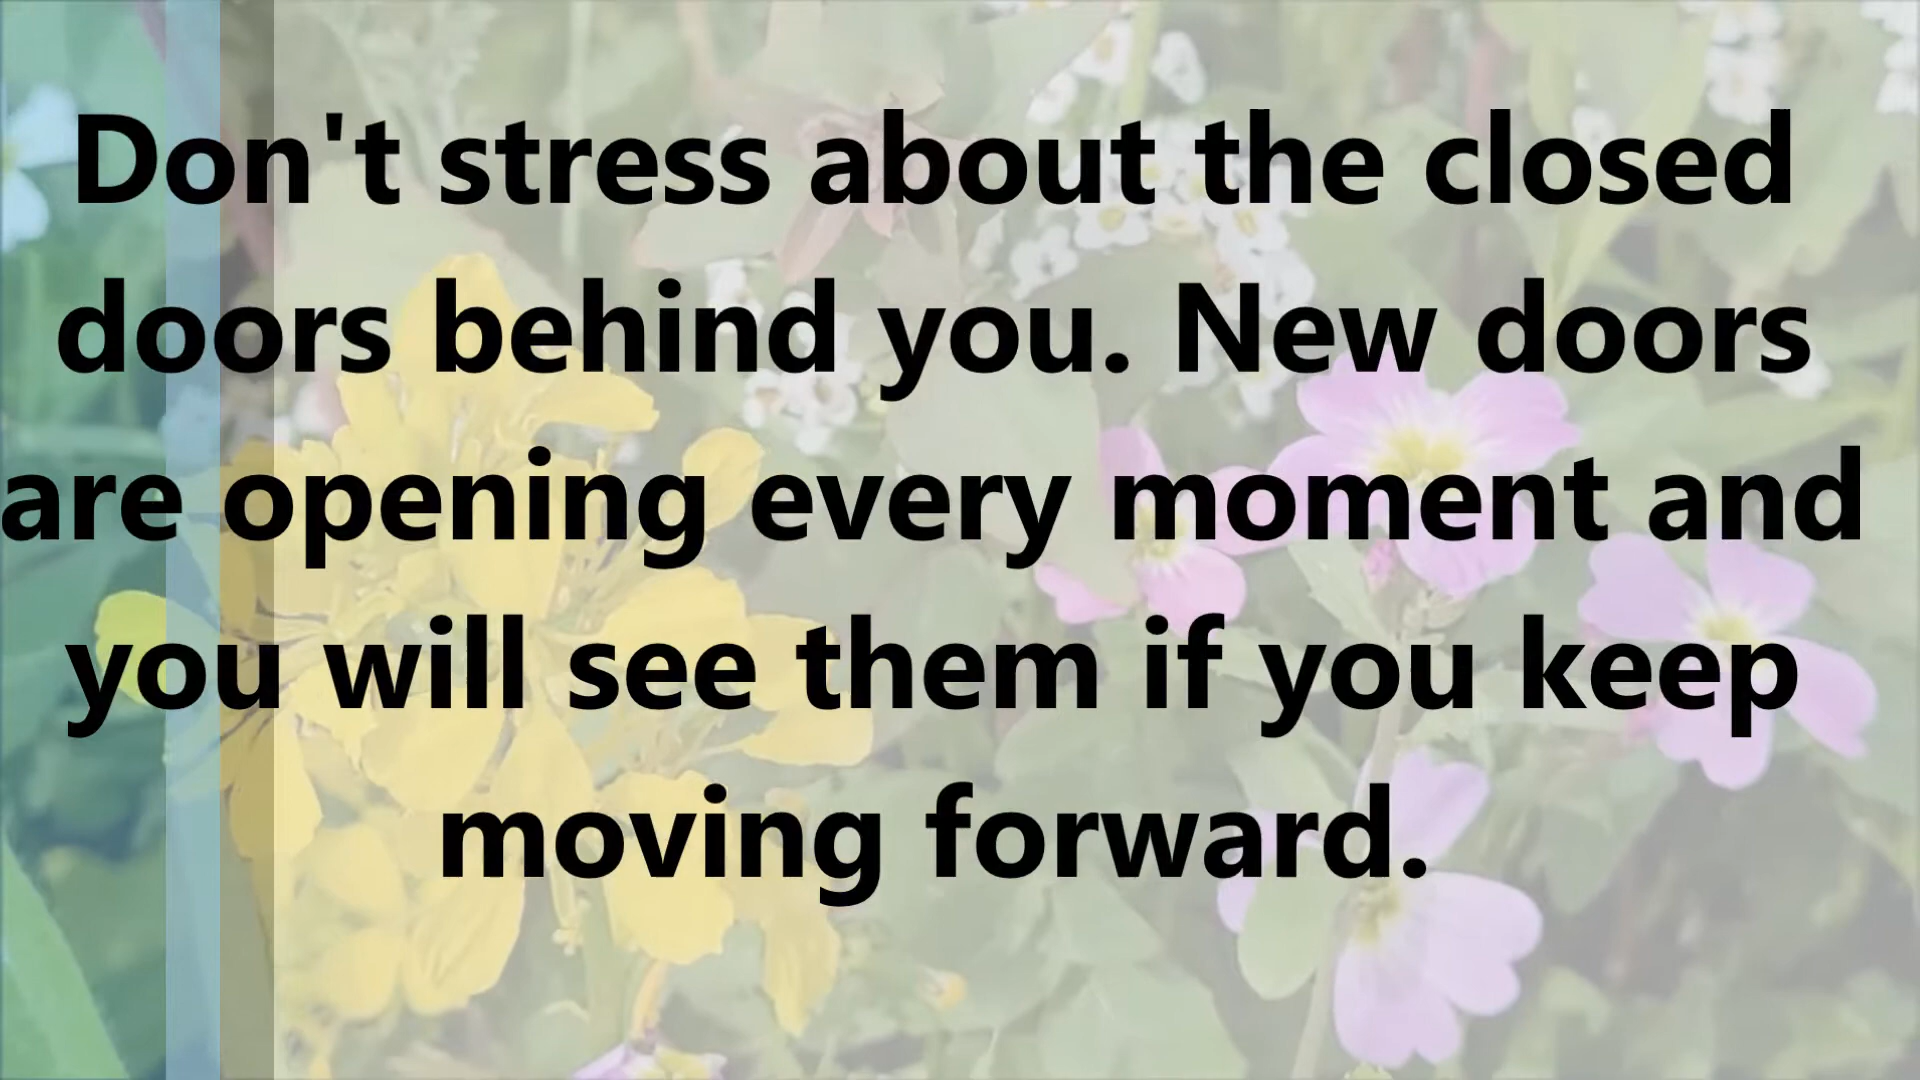 Don't stress about the closed
doors behind you. New doors
are opening every moment and
you will see them if you keep
moving forward.